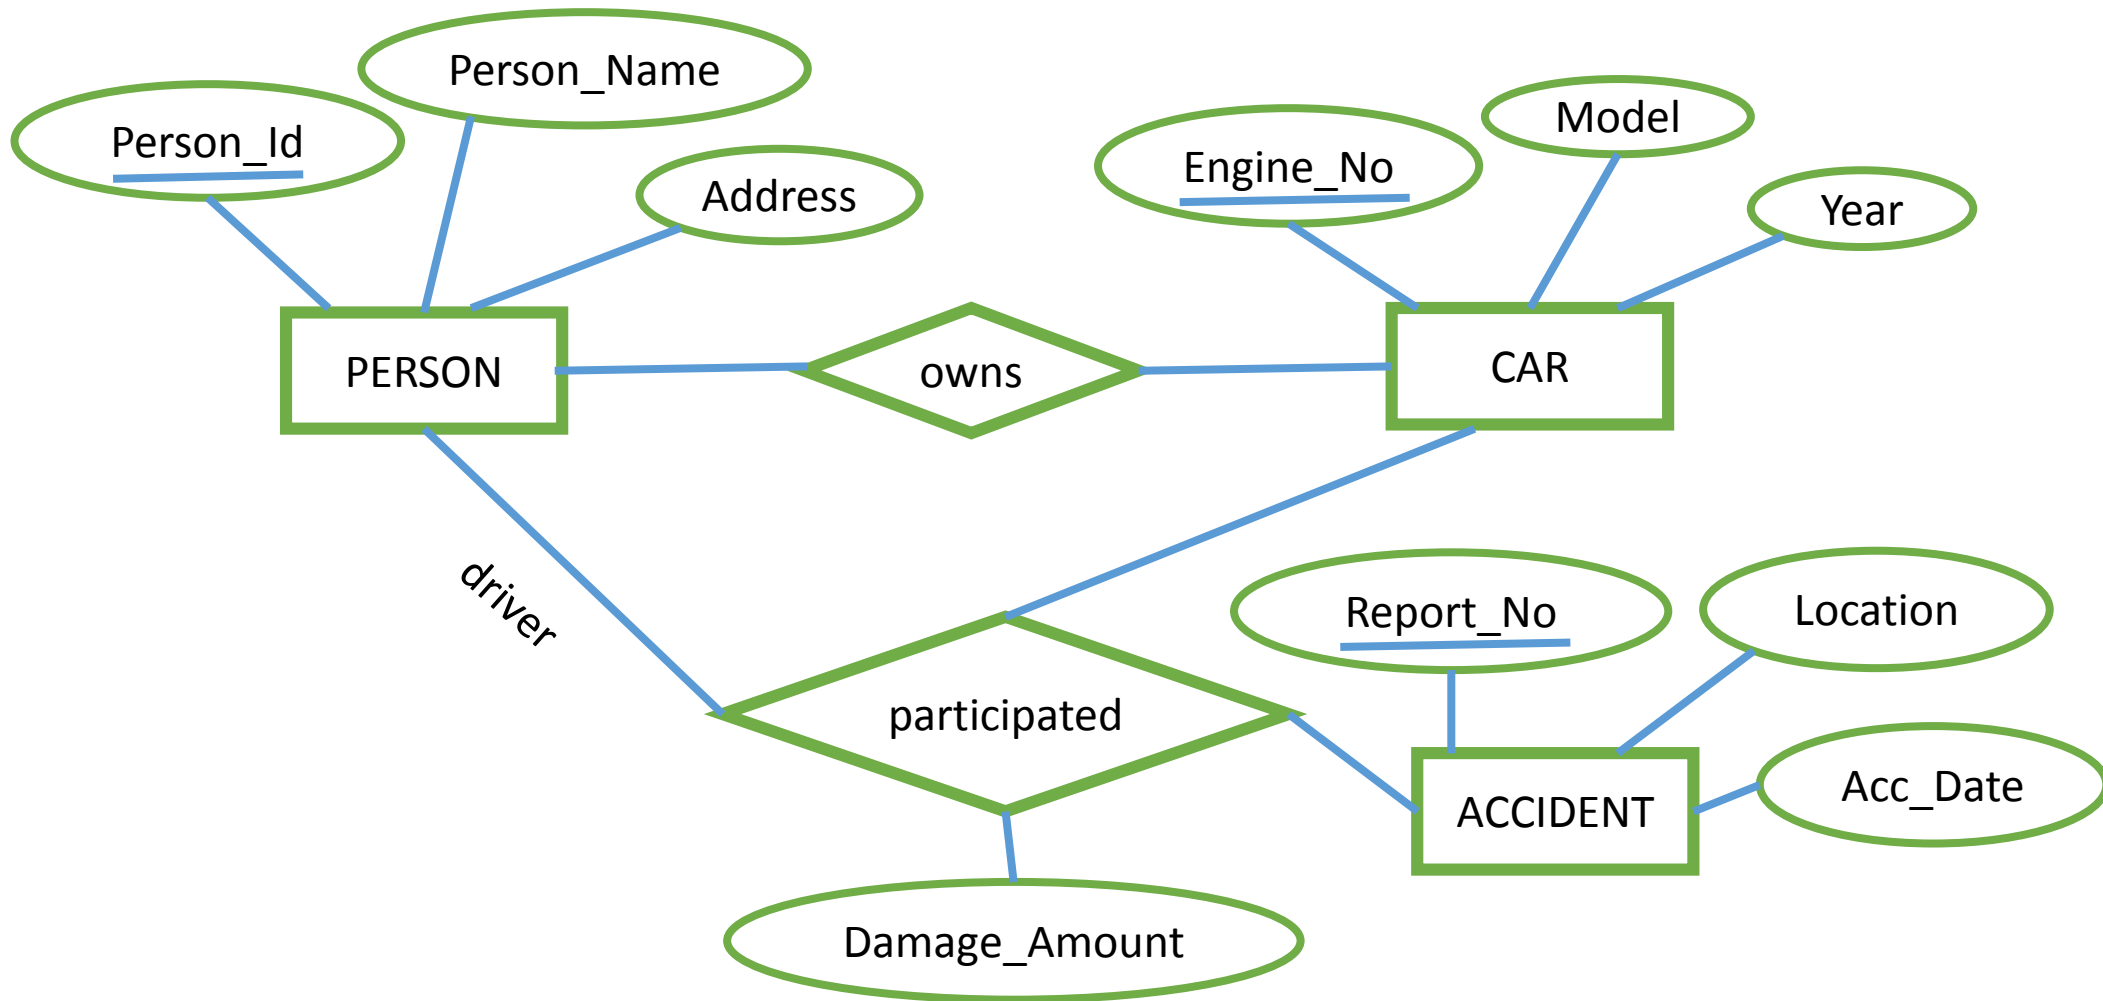 Person_Name
Person_Id
Address
Model
Engine_No
Year
PERSON
owns
CAR
driver
participated
Report_No
Location
Acc_Date
ACCIDENT
Damage_Amount